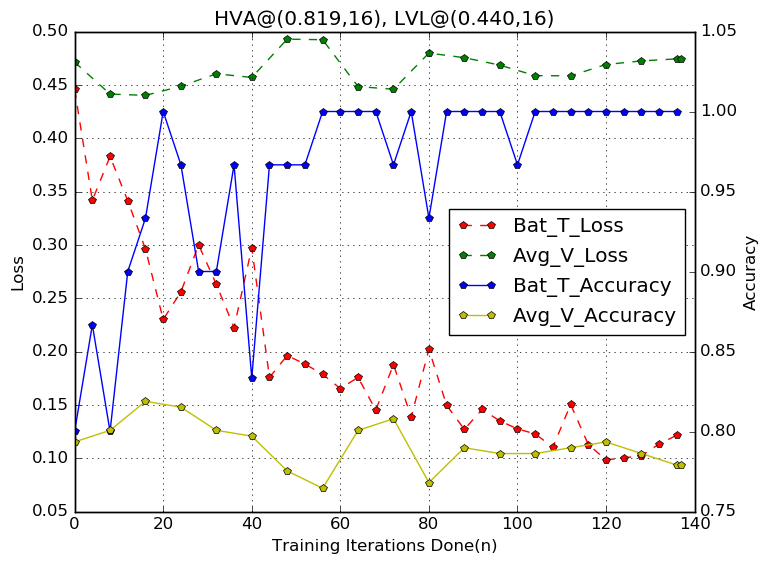 HVA@(0.819,16), LVL@(0.440,16)
0.50
0.45
0.40
0.35
0.30
0.25
0.20
0.15
0.10
0.05
Loss
1.05
1.00
0.95
0.90
0.85
0.80
0.75
Accuracy
Bat_T_Loss
Avg_V_Loss
Bat_T_Accuracy
Avg_V_Accuracy
0 20 40 60 80 100 120 140
Training Iterations Done(n)